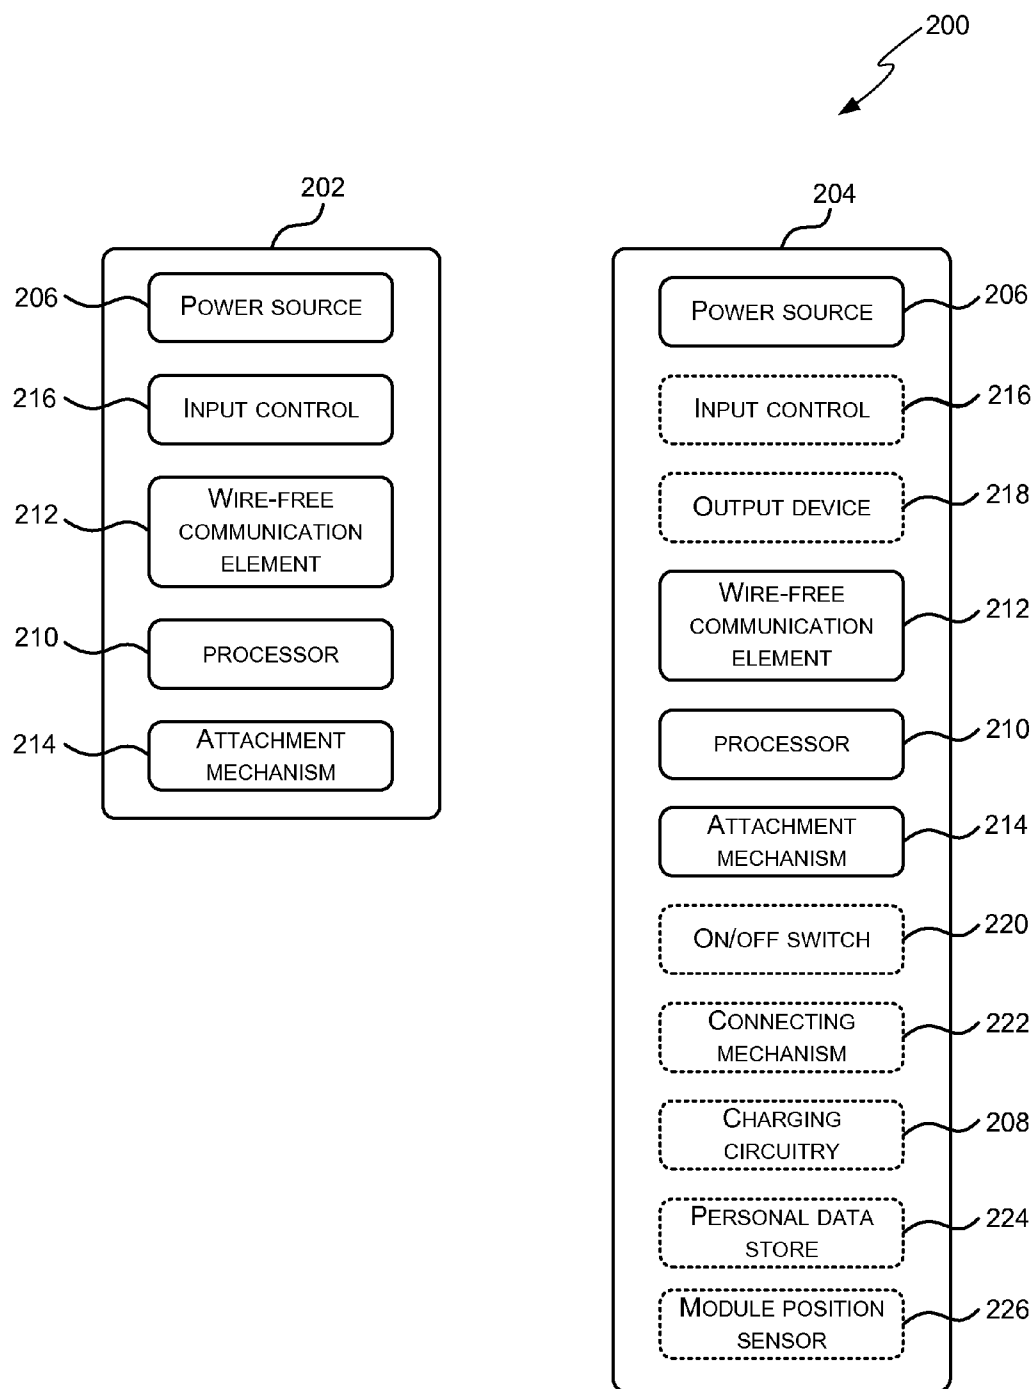 200
202
206
POWER SOURCE
216
INPUT CONTROL
212
WIRE-FREE
COMMUNICATION
ELEMENT
210
PROCESSOR
214
ATTACHMENT
MECHANISM
204
POWER SOURCE
206
INPUT CONTROL
216
OUTPUT DEVICE
218
WIRE-FREE
COMMUNICATION
ELEMENT
212
PROCESSOR
210
ATTACHMENT
MECHANISM
214
ON/OFF SWITCH
220
CONNECTING
MECHANISM
222
CHARGING
CIRCUITRY
208
PERSONAL DATA
STORE
224
MODULE POSITION
SENSOR
226